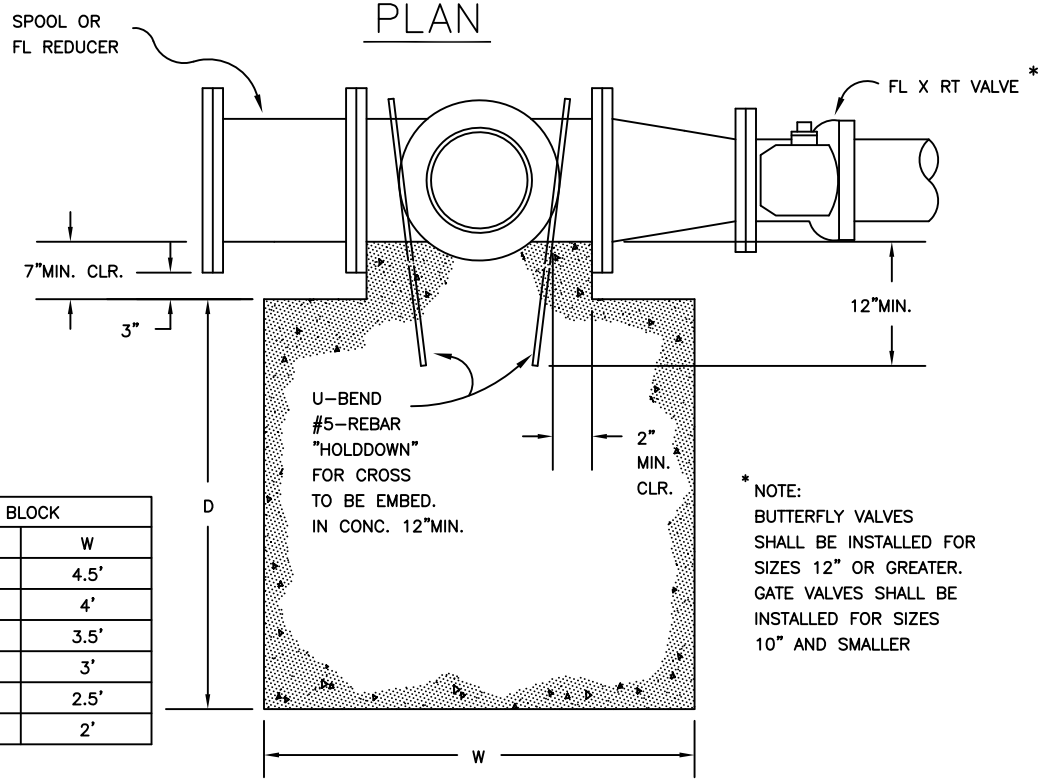 PLAN
SPOOL OR
FL REDUCER
FL X RT VALVE *
7"MIN. CLR.
3"
12"MIN.
U-BEND
#5-REBAR
"HOLDDOWN"
FOR CROSS
TO BE EMBED.
IN CONC. 12"MIN.
2"
MIN.
CLR.
D
W
* NOTE:
BUTTERFLY VALVES
SHALL BE INSTALLED FOR
SIZES 12" OR GREATER.
GATE VALVES SHALL BE
INSTALLED FOR SIZES
10" AND SMALLER
BLOCK
W
4.5'
4'
3.5'
3'
2.5'
2'